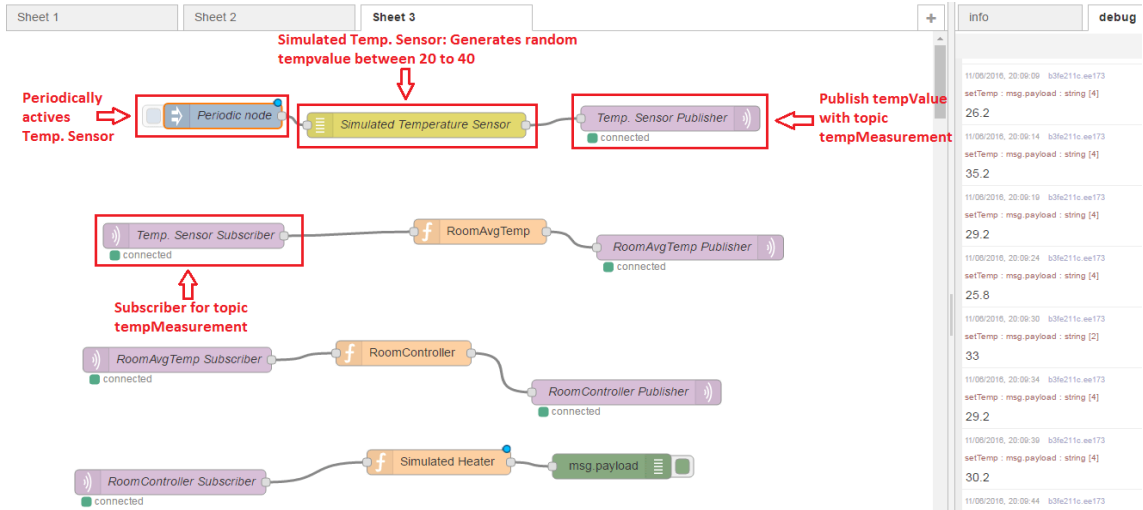 Sheet 1
Sheet 2
Sheet 3
+
info
debug
Simulated Temp. Sensor: Generates random
tempvalue between 20 to 40
Periodically
actives
Temp. Sensor
Periodic node
Simulated Temperature Sensor
Temp. Sensor Publisher
connected
Publish tempValue
with topic
tempMeasurement
Temp. Sensor Subscriber
connected
f
RoomAvgTemp
RoomAvgTemp Publisher
connected
Subscriber for topic
tempMeasurement
RoomAvgTemp Subscriber
connected
f
RoomController
RoomController Publisher
connected
RoomController Subscriber
connected
f
Simulated Heater
msg.payload
11/06/2016, 20:09:09 b3fe211c.ee173
setTemp : msg.payload : string [4]
26.2
11/06/2016, 20:09:14 b3fe211c.ee173
setTemp : msg.payload : string [4]
35.2
11/06/2016, 20:09:19 b3fe211c.ee173
setTemp : msg.payload : string [4]
29.2
11/06/2016, 20:09:24 b3fe211c.ee173
setTemp : msg.payload : string [4]
25.8
11/06/2016, 20:09:30 b3fe211c.ee173
setTemp : msg.payload : string [2]
33
11/06/2016, 20:09:34 b3fe211c.ee173
setTemp : msg.payload : string [4]
29.2
11/06/2016, 20:09:39 b3fe211c.ee173
setTemp : msg.payload : string [4]
30.2
11/06/2016, 20:09:44 b3fe211c.ee173